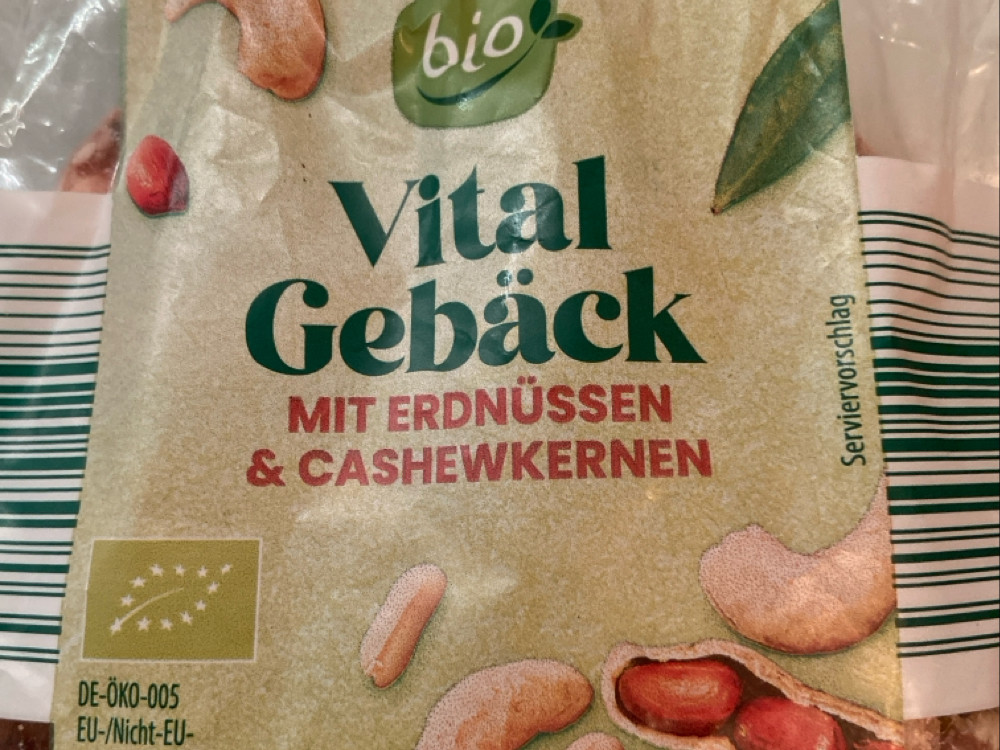 bio
Vital
Gebäck
MIT ERDNÜSSEN
& CASHEWKERNEN
Serviervorschlag
DE-ÖKO-005
EU-/Nicht-EU-